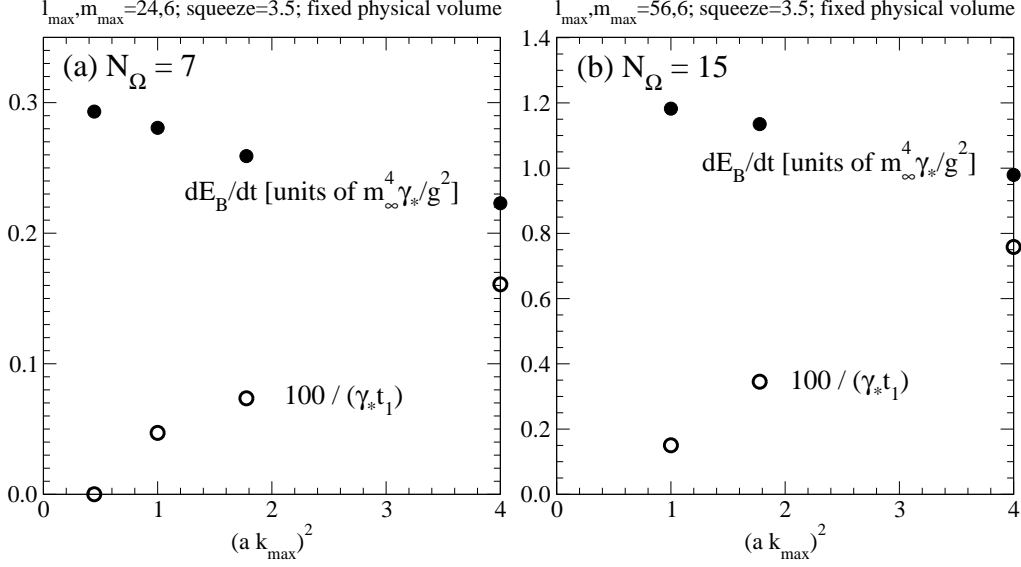 l_max,m_max=24,6; squeeze=3.5; fixed physical volume
(a) N_Ω = 7
0.3
0.2
0.1
0.0
dE_B/dt [units of m_∞^4 γ_*/g^2]
100 / (γ_*t_1)
0 1 2 3 4
(a k_max)^2
l_max,m_max=56,6; squeeze=3.5; fixed physical volume
(b) N_Ω = 15
1.4
1.2
1.0
0.8
0.6
0.4
0.2
0.0
dE_B/dt [units of m_∞^4 γ_*/g^2]
100 / (γ_*t_1)
0 1 2 3 4
(a k_max)^2